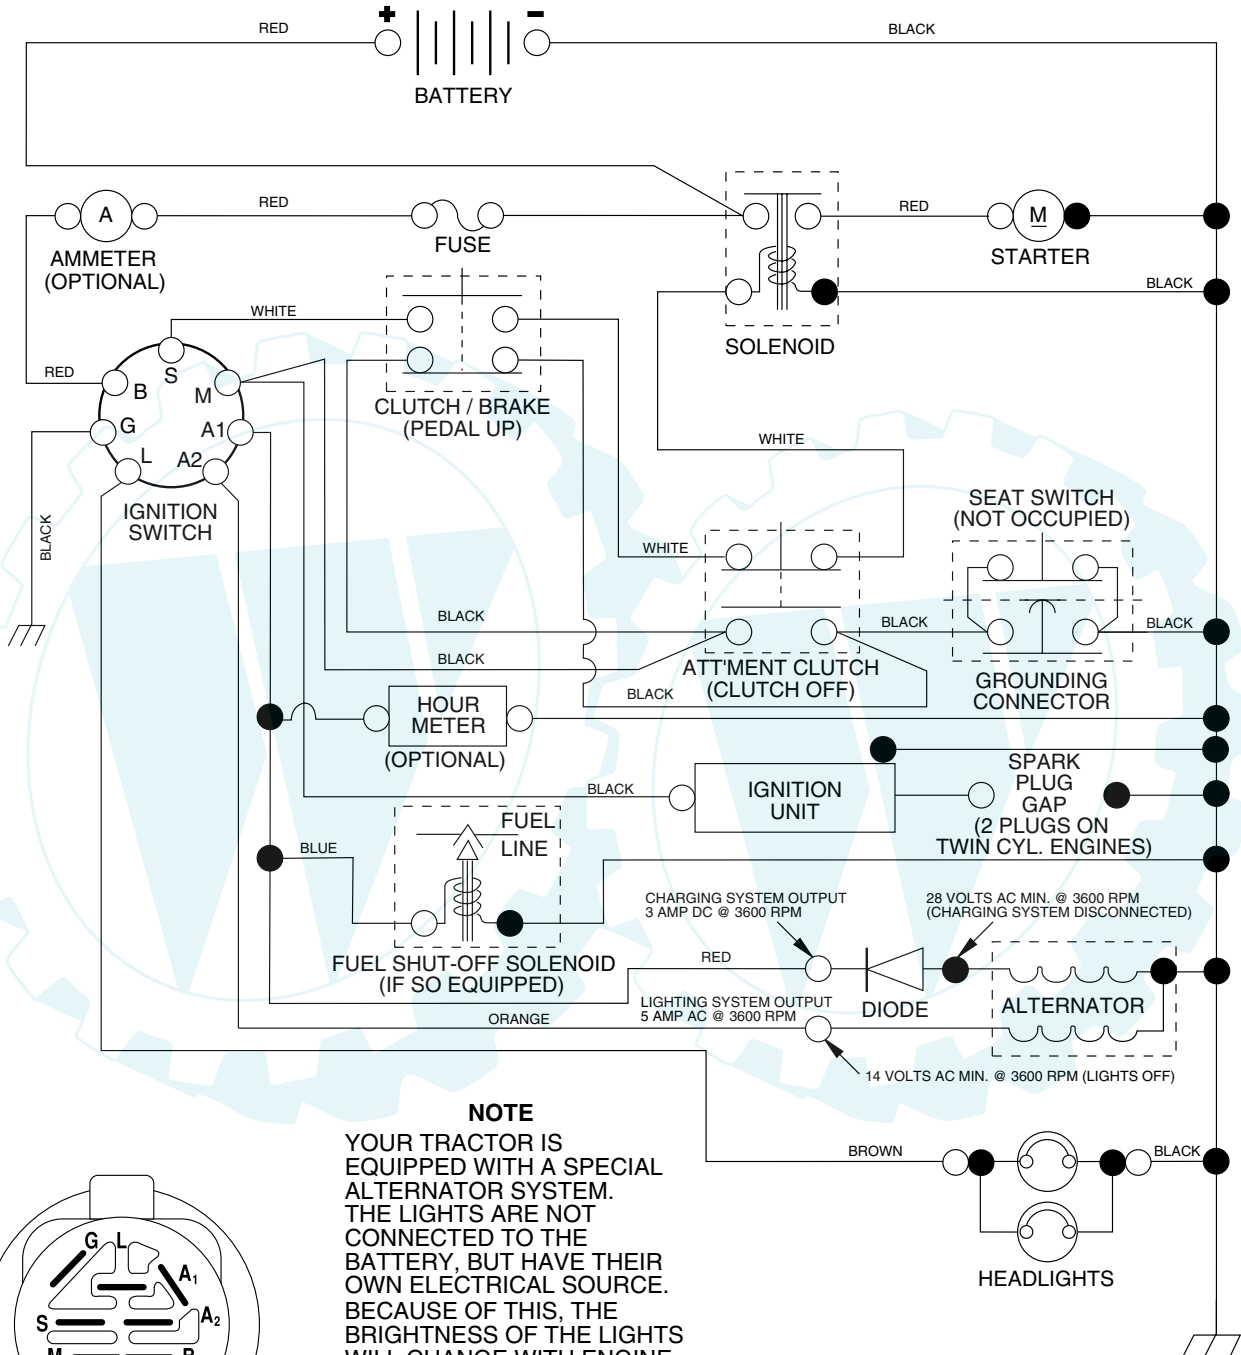 + -
RED
BLACK
BATTERY
A
RED
RED
M
AMMETER
(OPTIONAL)
FUSE
STARTER
BLACK
WHITE
SOLENOID
RED
S
B
M
G
A1
L
A2
CLUTCH / BRAKE
(PEDAL UP)
WHITE
IGNITION
SWITCH
BLACK
SEAT SWITCH
(NOT OCCUPIED)
WHITE
BLACK
BLACK
BLACK
BLACK
ATT'MENT CLUTCH
(CLUTCH OFF)
GROUNDING
CONNECTOR
BLACK
HOUR
METER
(OPTIONAL)
BLACK
IGNITION
UNIT
SPARK
PLUG
GAP
(2 PLUGS ON
TWIN CYL. ENGINES)
FUEL
LINE
BLUE
CHARGING SYSTEM OUTPUT
3 AMP DC @ 3600 RPM
28 VOLTS AC MIN. @ 3600 RPM
(CHARGING SYSTEM DISCONNECTED)
FUEL SHUT-OFF SOLENOID
(IF SO EQUIPPED)
RED
DIODE
ALTERNATOR
LIGHTING SYSTEM OUTPUT
5 AMP AC @ 3600 RPM
ORANGE
14 VOLTS AC MIN. @ 3600 RPM (LIGHTS OFF)
BROWN
BLACK
HEADLIGHTS
NOTE
YOUR TRACTOR IS
EQUIPPED WITH A SPECIAL
ALTERNATOR SYSTEM.
THE LIGHTS ARE NOT
CONNECTED TO THE
BATTERY, BUT HAVE THEIR
OWN ELECTRICAL SOURCE.
BECAUSE OF THIS, THE
BRIGHTNESS OF THE LIGHTS
WILL CHANGE WITH ENGINE
G L
A1
A2
S
M
B